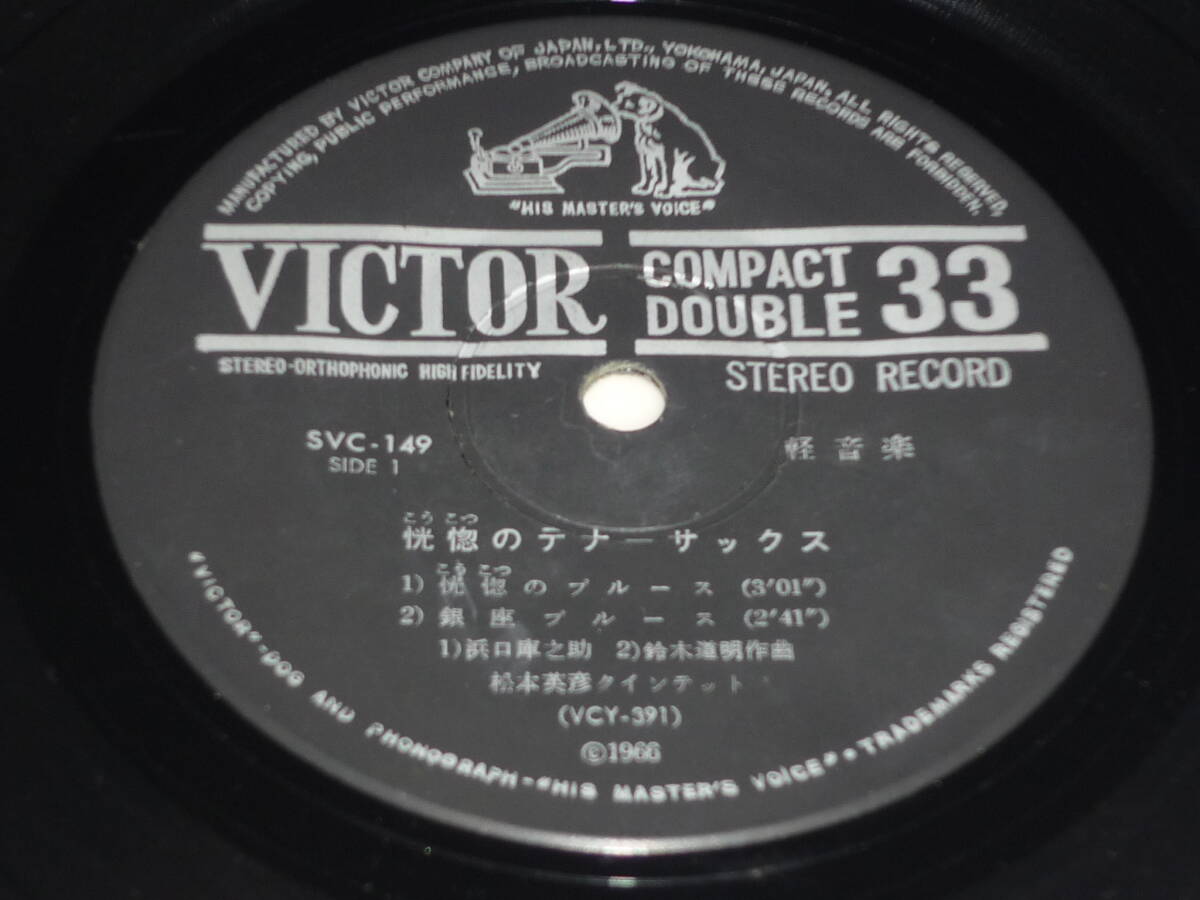 MANUFACTURED BY VICTOR COMPANY OF JAPAN, LTD., YOKOHAMA, JAPAN, ALL RIGHTS RESERVED,
COPYING, PUBLIC PERFORMANCE, BROADCASTING OF THESE RECORDS ARE FORBIDDEN.
"HIS MASTER'S VOICE"
VICTOR
COMPACT DOUBLE 33
STEREO-ORTHOPHONIC HIGH FIDELITY
STEREO RECORD
SVC-149
SIDE 1
軽音楽
こうこつ
恍惚のテナーサックス
こうこつ
1) 恍惚のブルース (3′01″)
2) 銀座ブルース (2′41″)
1)浜口庫之助 2)鈴木道明作曲
松本英彦クインテット
(VCY-391)
©1966
"VICTOR"-DOG AND PHONOGRAPH-"HIS MASTER'S VOICE"• TRADEMARKS REGISTERED